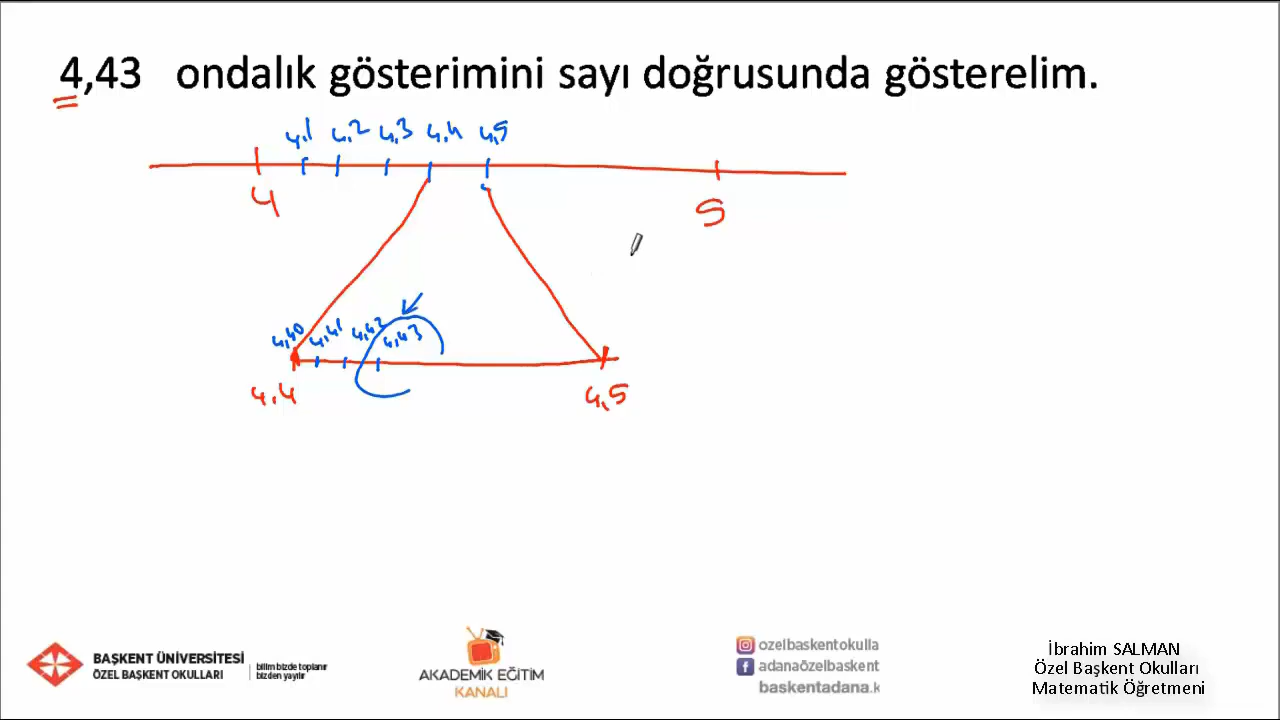 4,43 ondalık gösterimini sayı doğrusunda gösterelim.
4,1 4,2 4,3 4,4 4,5
4 5
4,40 4,41 4,42 4,43
4,4 4,5
BAŞKENT ÜNİVERSİTESİ
ÖZEL BAŞKENT OKULLARI
bilim bizde toplanır
bizden yayılır
AKADEMİK EĞİTİM
KANALI
ozelbaskentokulla
adanaözelbaskent
baskentadana.k
İbrahim SALMAN
Özel Başkent Okulları
Matematik Öğretmeni